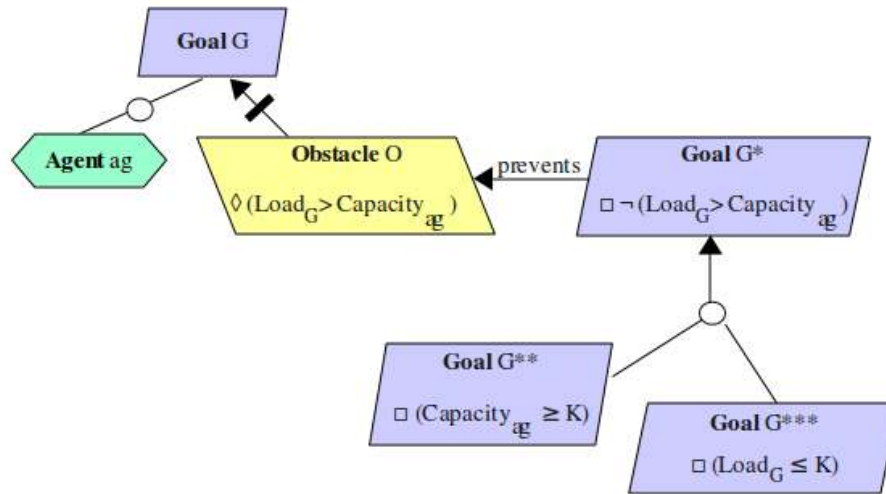 Goal G
Agent ag
Obstacle O
◊ (Load_G > Capacity_ag )
prevents
Goal G*
□ ¬ (Load_G > Capacity_ag )
Goal G**
□ (Capacity_ag ≥ K)
Goal G***
□ (Load_G ≤ K)